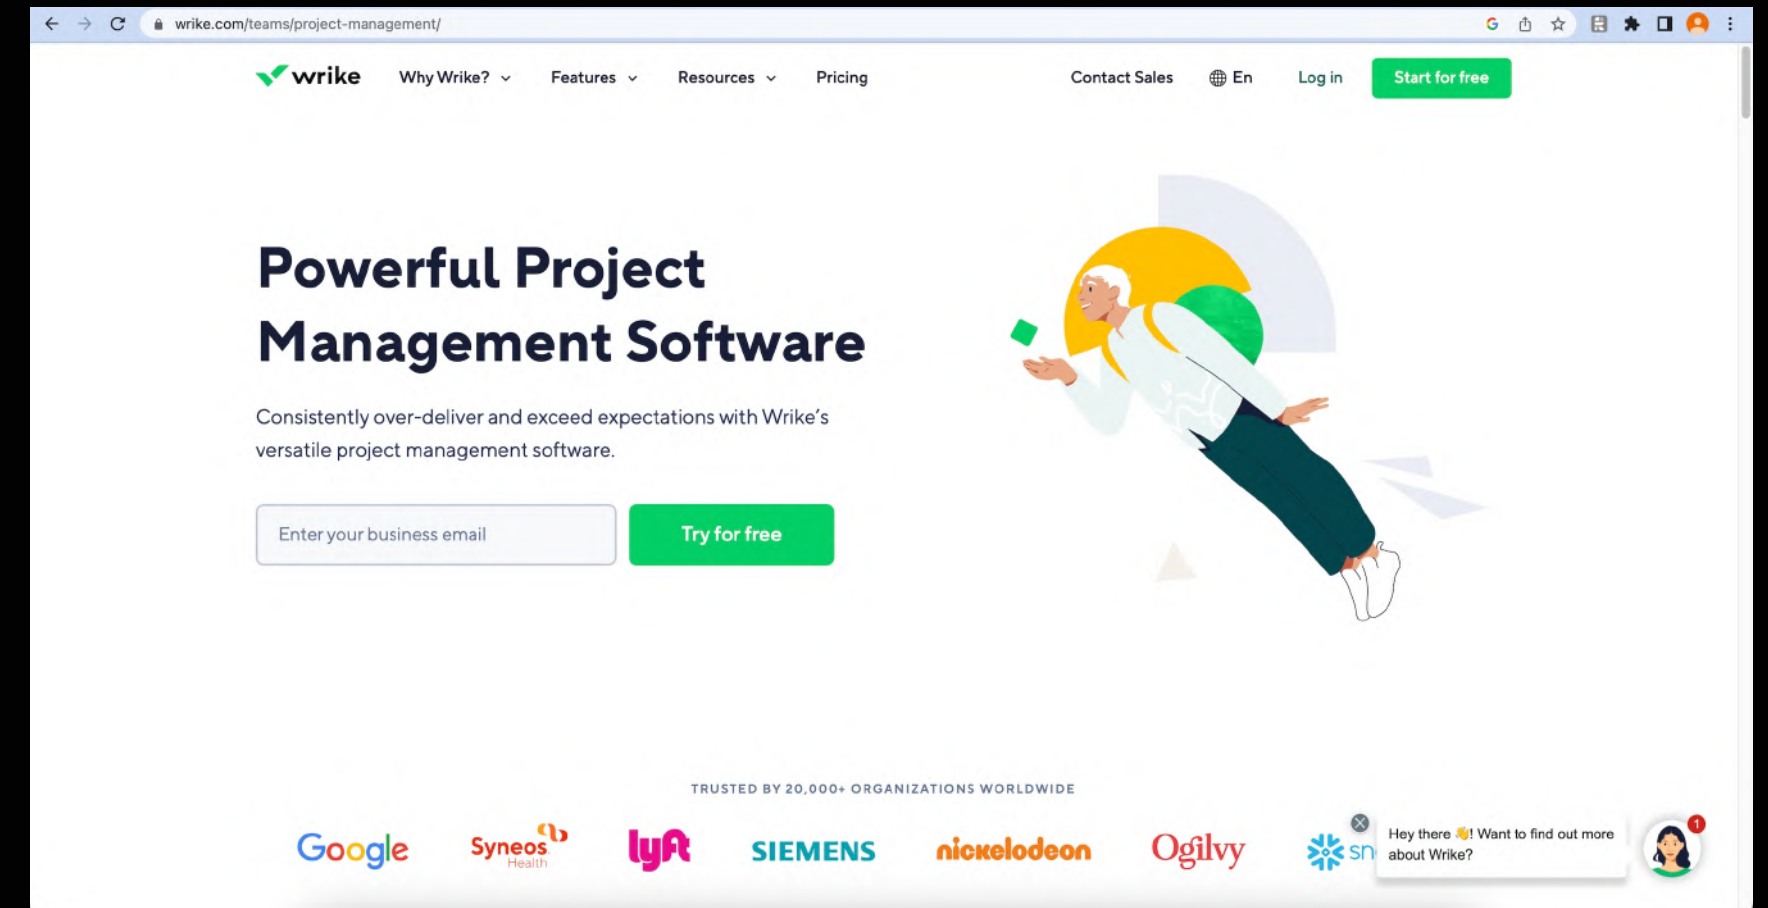 wrike.com/teams/project-management/
wrike
Why Wrike?
Features
Resources
Pricing
Contact Sales
En
Log in
Start for free
Powerful Project
Management Software
Consistently over-deliver and exceed expectations with Wrike's
versatile project management software.
Enter your business email
Try for free
TRUSTED BY 20,000+ ORGANIZATIONS WORLDWIDE
Google
Syneos
Health
lyft
SIEMENS
nickelodeon
Ogilvy
sn
Hey there 👋! Want to find out more
about Wrike?
1